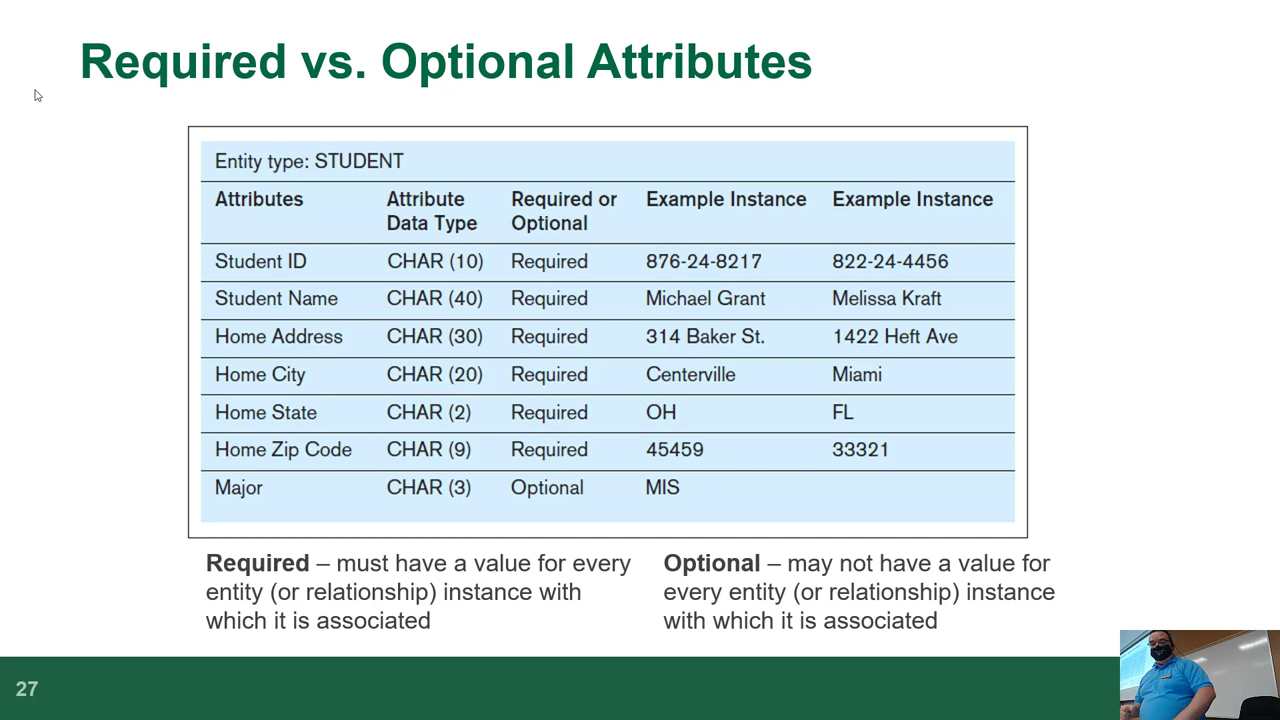 Required vs. Optional Attributes
Entity type: STUDENT
Attributes Attribute Data Type Required or Optional Example Instance Example Instance
Student ID CHAR (10) Required 876-24-8217 822-24-4456
Student Name CHAR (40) Required Michael Grant Melissa Kraft
Home Address CHAR (30) Required 314 Baker St. 1422 Heft Ave
Home City CHAR (20) Required Centerville Miami
Home State CHAR (2) Required OH FL
Home Zip Code CHAR (9) Required 45459 33321
Major CHAR (3) Optional MIS
Required – must have a value for every
entity (or relationship) instance with
which it is associated
Optional – may not have a value for
every entity (or relationship) instance
with which it is associated
27